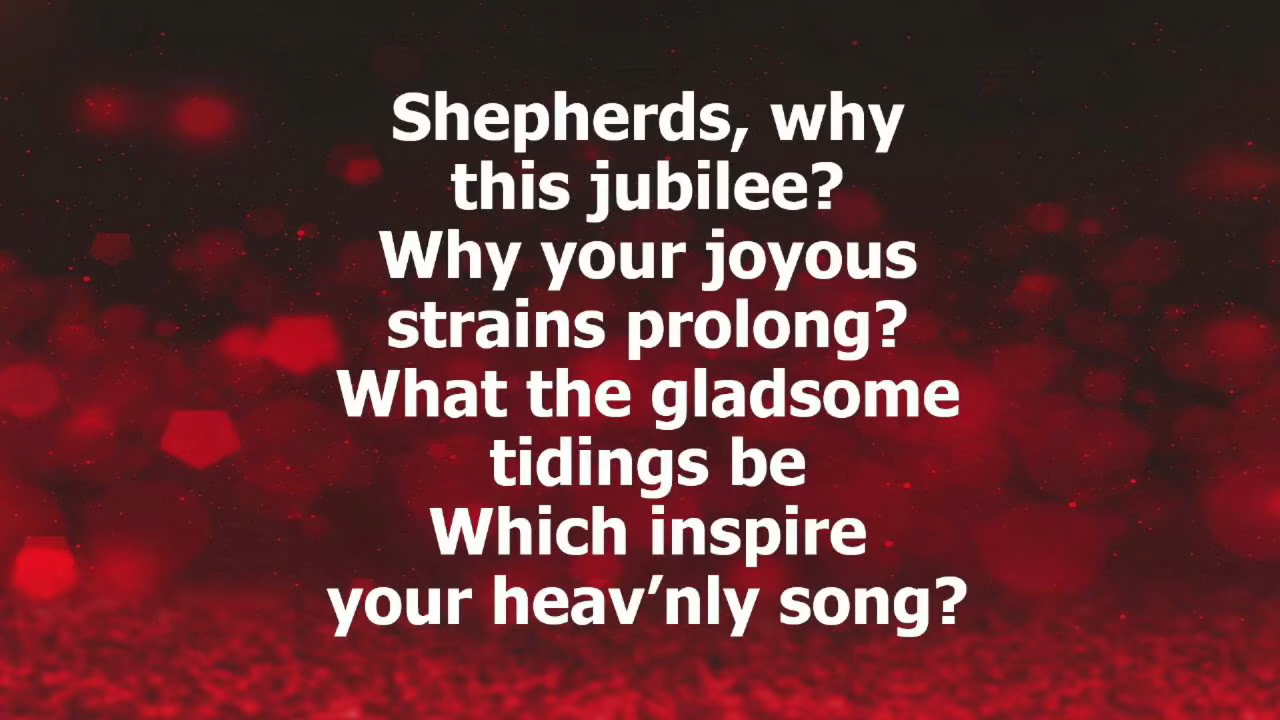 Shepherds, why
this jubilee?
Why your joyous
strains prolong?
What the gladsome
tidings be
Which inspire
your heav’nly song?